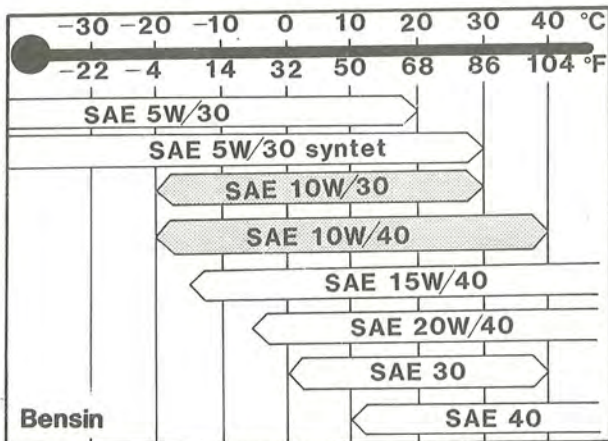 −30 −20 −10 0 10 20 30 40 °C
−22 −4 14 32 50 68 86 104 °F
SAE 5W/30
SAE 5W/30 syntet
SAE 10W/30
SAE 10W/40
SAE 15W/40
SAE 20W/40
SAE 30
Bensin SAE 40